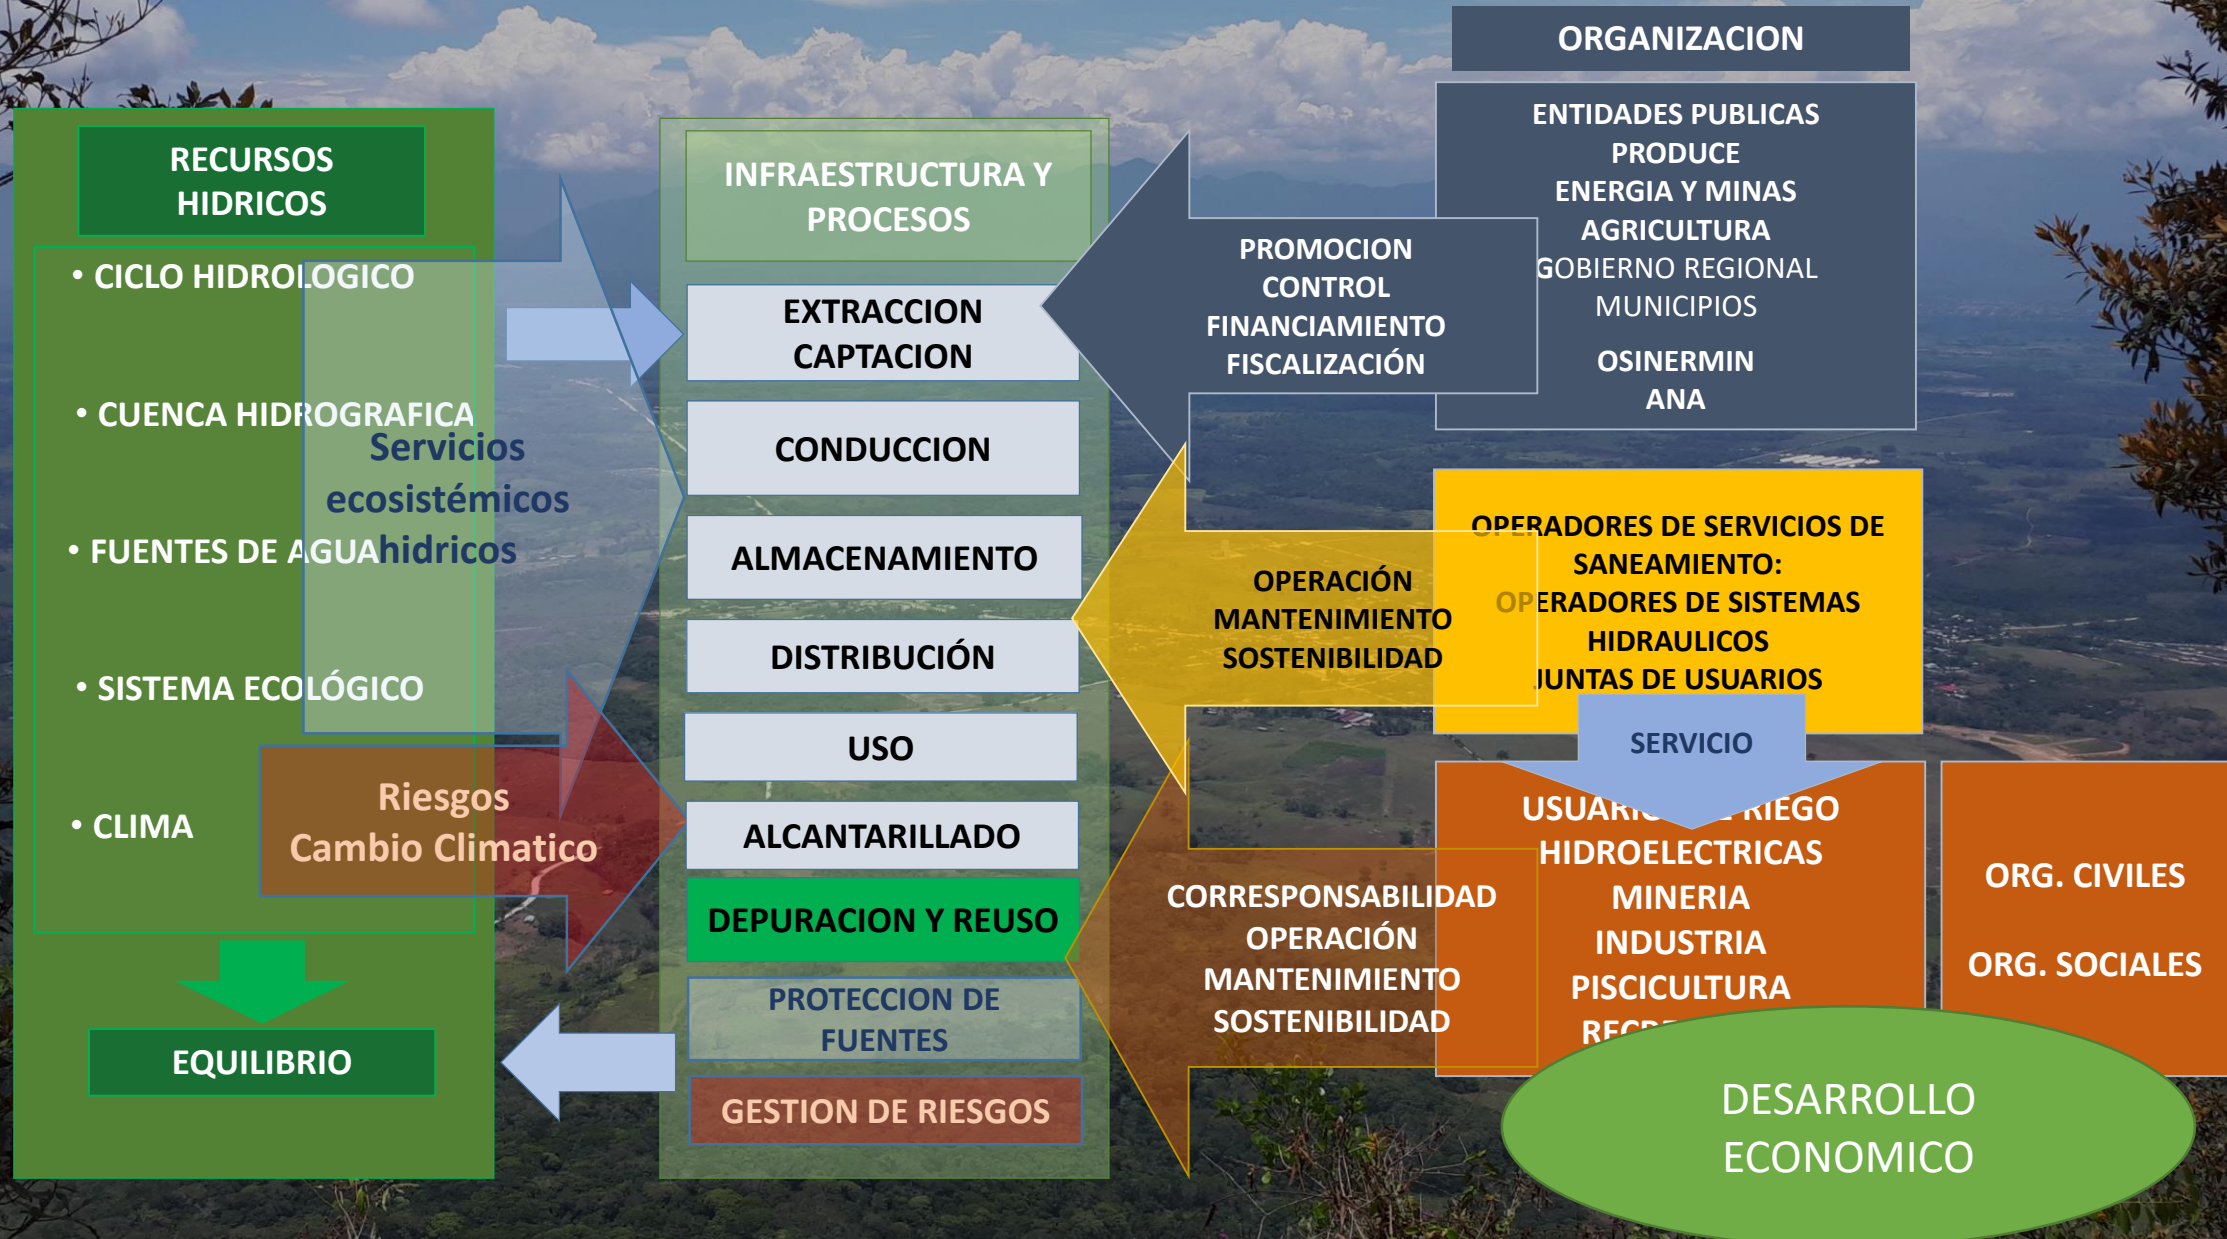 RECURSOS
HIDRICOS
• CICLO HIDROLOGICO
• CUENCA HIDROGRAFICA
• FUENTES DE AGUA
• SISTEMA ECOLÓGICO
• CLIMA
EQUILIBRIO
Servicios
ecosistémicos
hidricos
Riesgos
Cambio Climatico
INFRAESTRUCTURA Y
PROCESOS
EXTRACCION
CAPTACION
CONDUCCION
ALMACENAMIENTO
DISTRIBUCIÓN
USO
ALCANTARILLADO
DEPURACION Y REUSO
PROTECCION DE
FUENTES
GESTION DE RIESGOS
PROMOCION
CONTROL
FINANCIAMIENTO
FISCALIZACIÓN
OPERACIÓN
MANTENIMIENTO
SOSTENIBILIDAD
CORRESPONSABILIDAD
OPERACIÓN
MANTENIMIENTO
SOSTENIBILIDAD
ORGANIZACION
ENTIDADES PUBLICAS
PRODUCE
ENERGIA Y MINAS
AGRICULTURA
GOBIERNO REGIONAL
MUNICIPIOS
OSINERMIN
ANA
OPERADORES DE SERVICIOS DE
SANEAMIENTO:
OPERADORES DE SISTEMAS
HIDRAULICOS
JUNTAS DE USUARIOS
SERVICIO
RIEGO
HIDROELECTRICAS
MINERIA
INDUSTRIA
PISCICULTURA
ORG. CIVILES
ORG. SOCIALES
DESARROLLO
ECONOMICO